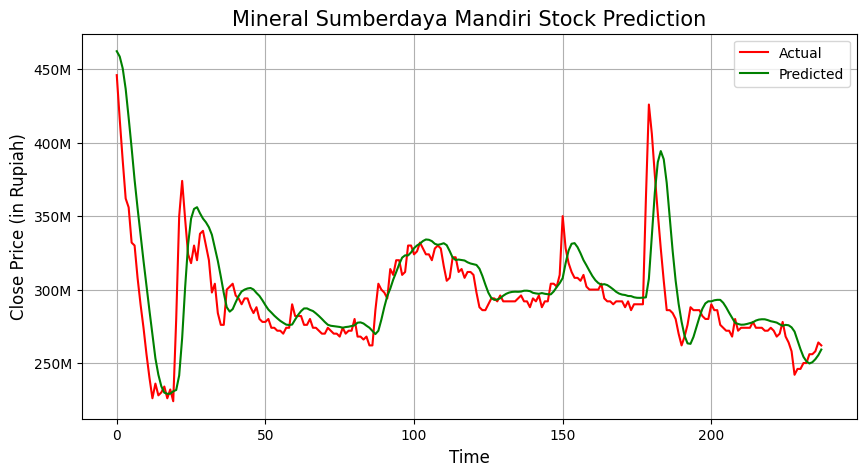 Mineral Sumberdaya Mandiri Stock Prediction
Actual
Predicted
450M
400M
350M
300M
250M
Close Price (in Rupiah)
0
50
100
150
200
Time